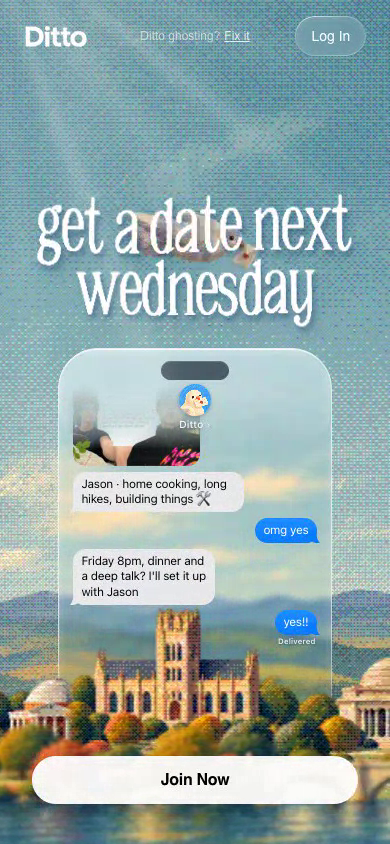 Ditto
Ditto ghosting? Fix it
Log In
get a date next
wednesday
Ditto
Jason · home cooking, long
hikes, building things 🛠️
omg yes
Friday 8pm, dinner and
a deep talk? I'll set it up
with Jason
yes!!
Delivered
Join Now